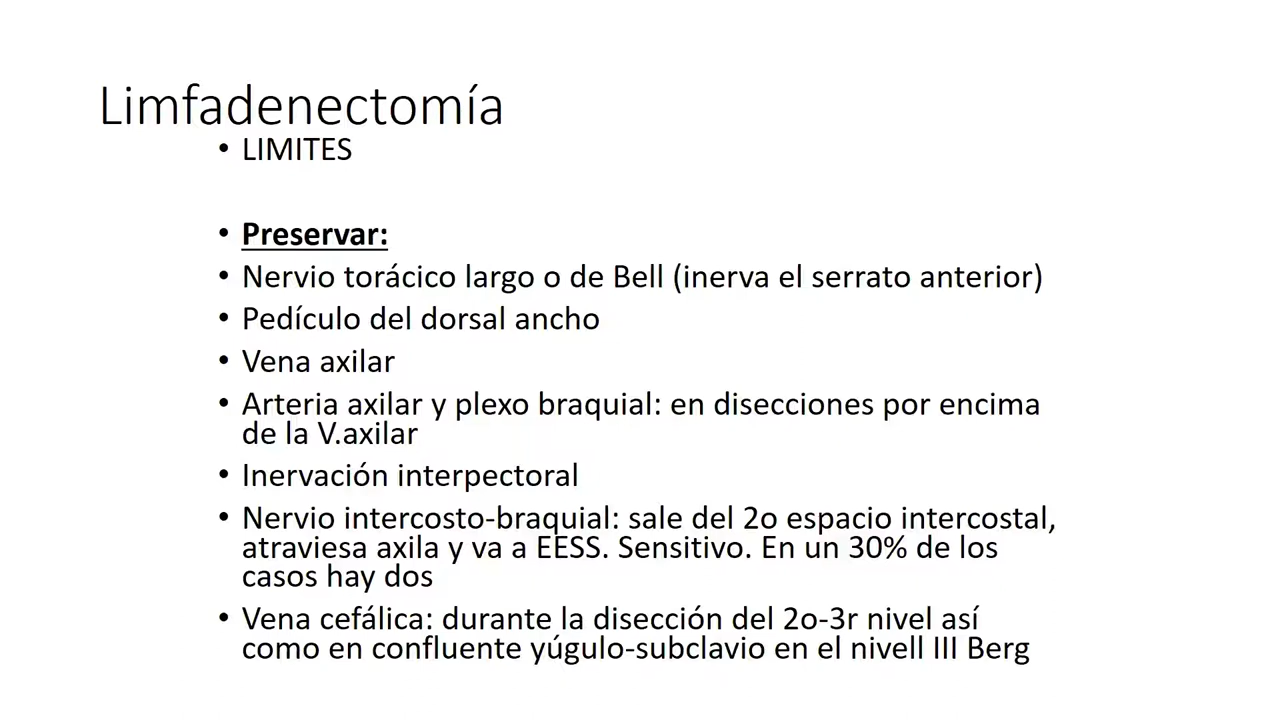 Limfadenectomía
• LIMITES
• Preservar:
• Nervio torácico largo o de Bell (inerva el serrato anterior)
• Pedículo del dorsal ancho
• Vena axilar
• Arteria axilar y plexo braquial: en disecciones por encima
de la V.axilar
• Inervación interpectoral
• Nervio intercosto-braquial: sale del 2o espacio intercostal,
atraviesa axila y va a EESS. Sensitivo. En un 30% de los
casos hay dos
• Vena cefálica: durante la disección del 2o-3r nivel así
como en confluente yúgulo-subclavio en el nivell III Berg